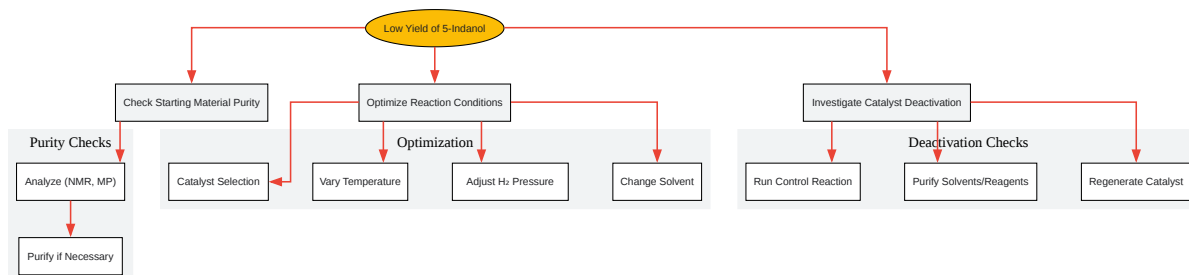 Low Yield of 5-Indanol
Check Starting Material Purity
Optimize Reaction Conditions
Investigate Catalyst Deactivation
Purity Checks
Optimization
Deactivation Checks
Analyze (NMR, MP)
Catalyst Selection
Vary Temperature
Adjust H₂ Pressure
Change Solvent
Run Control Reaction
Purify Solvents/Reagents
Regenerate Catalyst
Purify if Necessary